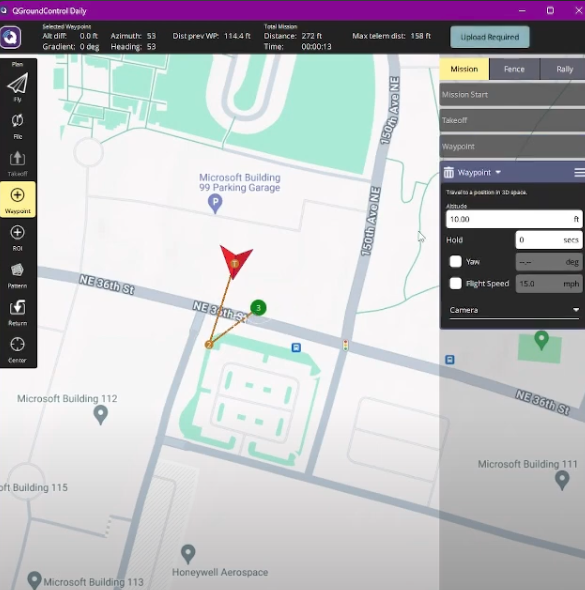 QGroundControl Daily
Selected Waypoint
Alt diff: 0.0 ft Azimuth: 53 Dist prev WP: 114.4 ft
Gradient: 0 deg Heading: 53
Total Mission
Distance: 272 ft Max telem dist: 158 ft
Time: 00:00:13
Upload Required
Plan
Fly
File
Takeoff
Waypoint
ROI
Pattern
Return
Center
Mission Fence Rally
Mission Start
Takeoff
Waypoint
Waypoint
Travel to a position in 3D space.
Altitude
10.00 ft
Hold 0 secs
Yaw --.-- deg
Flight Speed 15.0 mph
Camera
150th Ave NE
Microsoft Building
99 Parking Garage
P
150th Ave NE
NE 36th St
NE 36th St
3
2
NE 36th St
Microsoft Building 112
Microsoft Building 111
oft Building 115
Honeywell Aerospace
Microsoft Building 113